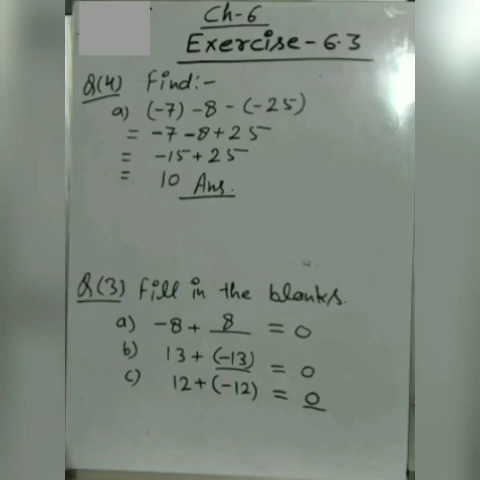 Ch-6
Exercise-6.3
Q(4) Find:-
a) (-7) -8 - (-25)
= -7 -8 + 25
= -15 + 25
= 10 Ans.
Q(3) Fill in the blanks.
a) -8 + 8 = 0
b) 13 + (-13) = 0
c) 12 + (-12) = 0